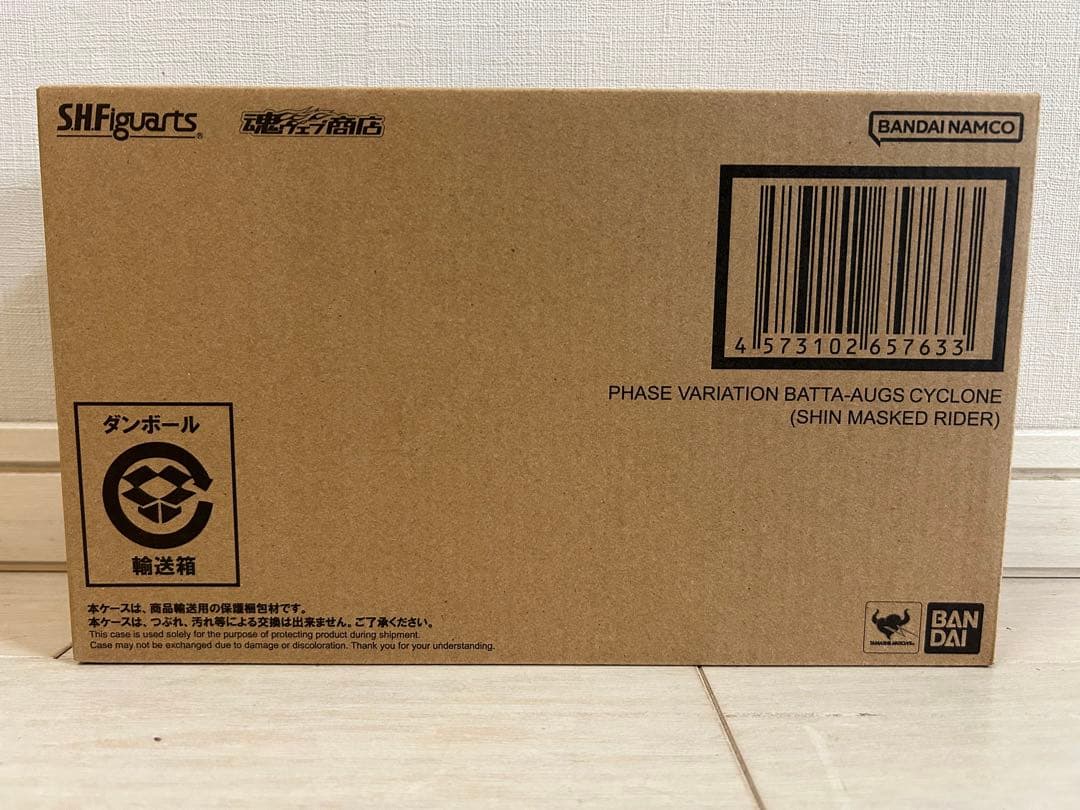 S.H.Figuarts®
魂ウェブ商店
BANDAI NAMCO
4 573102 657633
PHASE VARIATION BATTA-AUGS CYCLONE
(SHIN MASKED RIDER)
ダンボール
輸送箱
本ケースは、商品輸送用の保護梱包材です。
本ケースは、つぶれ、汚れ等による交換は出来ません。ご了承ください。
This case is used solely for the purpose of protecting product during shipment.
Case may not be exchanged due to damage or discoloration. Thank you for your understanding.
TAMASHII NATIONS
BAN
DAI